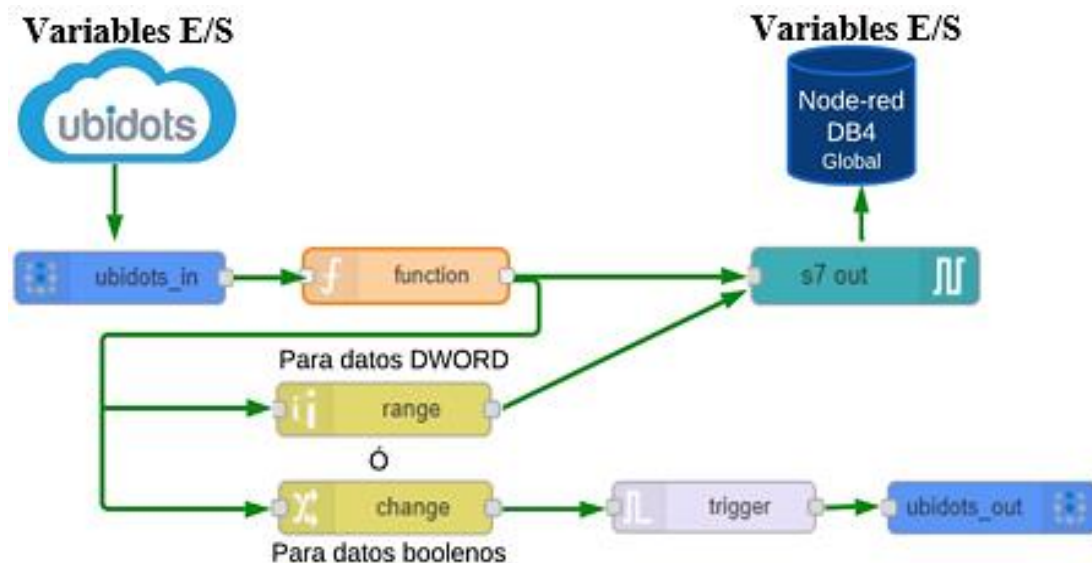 Variables E/S
Variables E/S
ubidots
Node-red
DB4
Global
ubidots_in
function
s7 out
Para datos DWORD
range
Ó
change
trigger
ubidots_out
Para datos boolenos